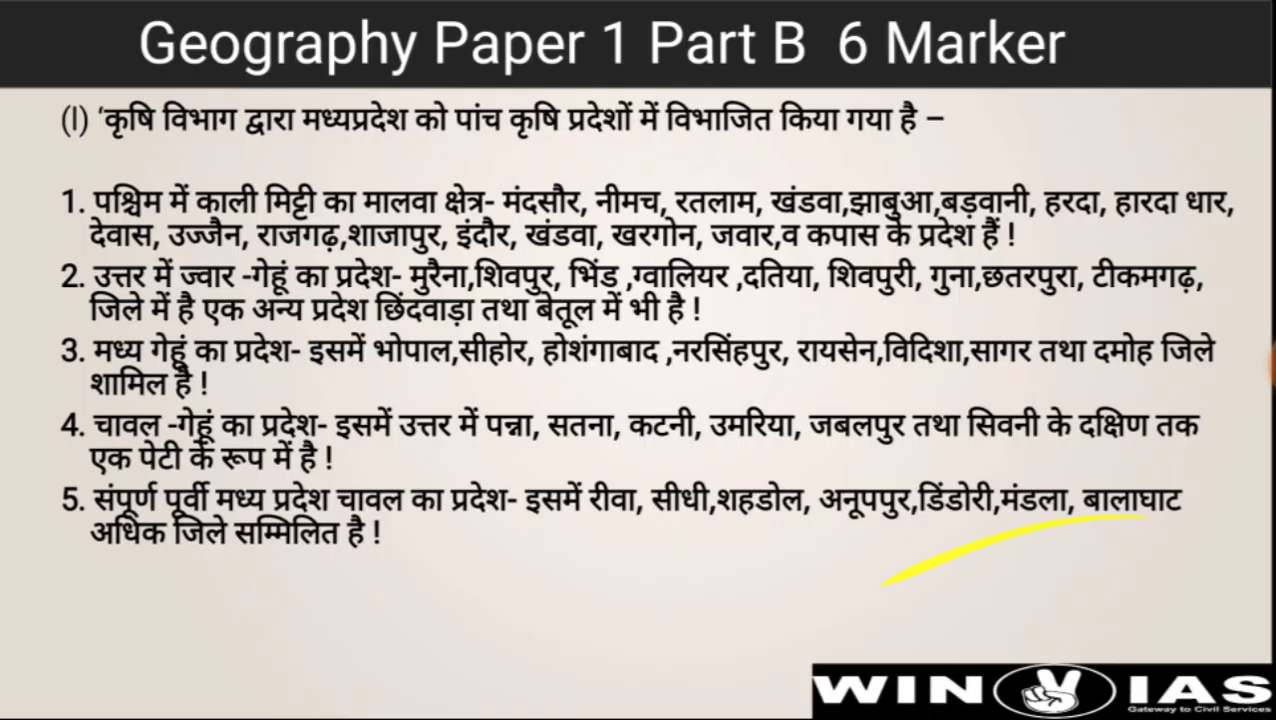 Geography Paper 1 Part B 6 Marker
(I) ‘कृषि विभाग द्वारा मध्यप्रदेश को पांच कृषि प्रदेशों में विभाजित किया गया है –
1. पश्चिम में काली मिट्टी का मालवा क्षेत्र- मंदसौर, नीमच, रतलाम, खंडवा,झाबुआ,बड़वानी, हरदा, हारदा धार,
देवास, उज्जैन, राजगढ़,शाजापुर, इंदौर, खंडवा, खरगोन, जवार,व कपास के प्रदेश हैं !
2. उत्तर में ज्वार -गेहूं का प्रदेश- मुरैना,शिवपुर, भिंड ,ग्वालियर ,दतिया, शिवपुरी, गुना,छतरपुरा, टीकमगढ़,
जिले में है एक अन्य प्रदेश छिंदवाड़ा तथा बेतूल में भी है !
3. मध्य गेहूं का प्रदेश- इसमें भोपाल,सीहोर, होशंगाबाद ,नरसिंहपुर, रायसेन,विदिशा,सागर तथा दमोह जिले
शामिल है !
4. चावल -गेहूं का प्रदेश- इसमें उत्तर में पन्ना, सतना, कटनी, उमरिया, जबलपुर तथा सिवनी के दक्षिण तक
एक पेटी के रूप में है !
5. संपूर्ण पूर्वी मध्य प्रदेश चावल का प्रदेश- इसमें रीवा, सीधी,शहडोल, अनूपपुर,डिंडोरी,मंडला, बालाघाट
अधिक जिले सम्मिलित है !
WIN IAS
Gateway to Civil Services